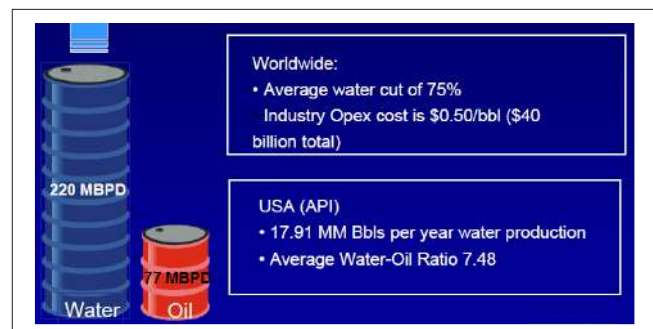 Worldwide:
• Average water cut of 75%
Industry Opex cost is $0.50/bbl ($40
billion total)
220 MBPD
USA (API)
• 17.91 MM Bbls per year water production
• Average Water-Oil Ratio 7.48
77 MBPD
Water
Oil